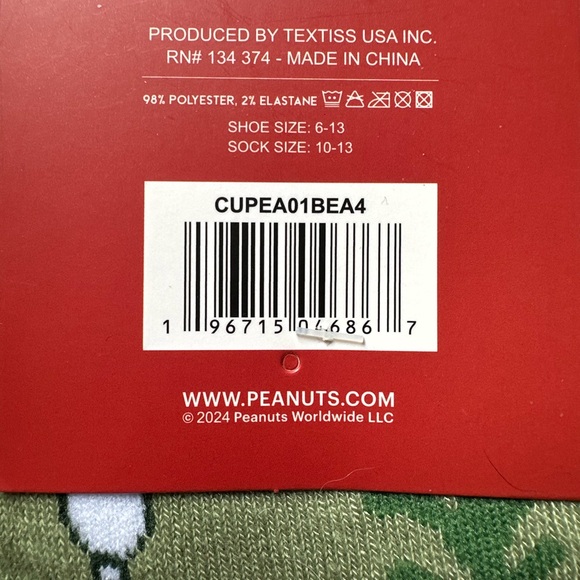 PRODUCED BY TEXTISS USA INC.
RN# 134 374 - MADE IN CHINA
98% POLYESTER, 2% ELASTANE
SHOE SIZE: 6-13
SOCK SIZE: 10-13
CUPEA01BEA4
1 96715 04686 7
WWW.PEANUTS.COM
© 2024 Peanuts Worldwide LLC